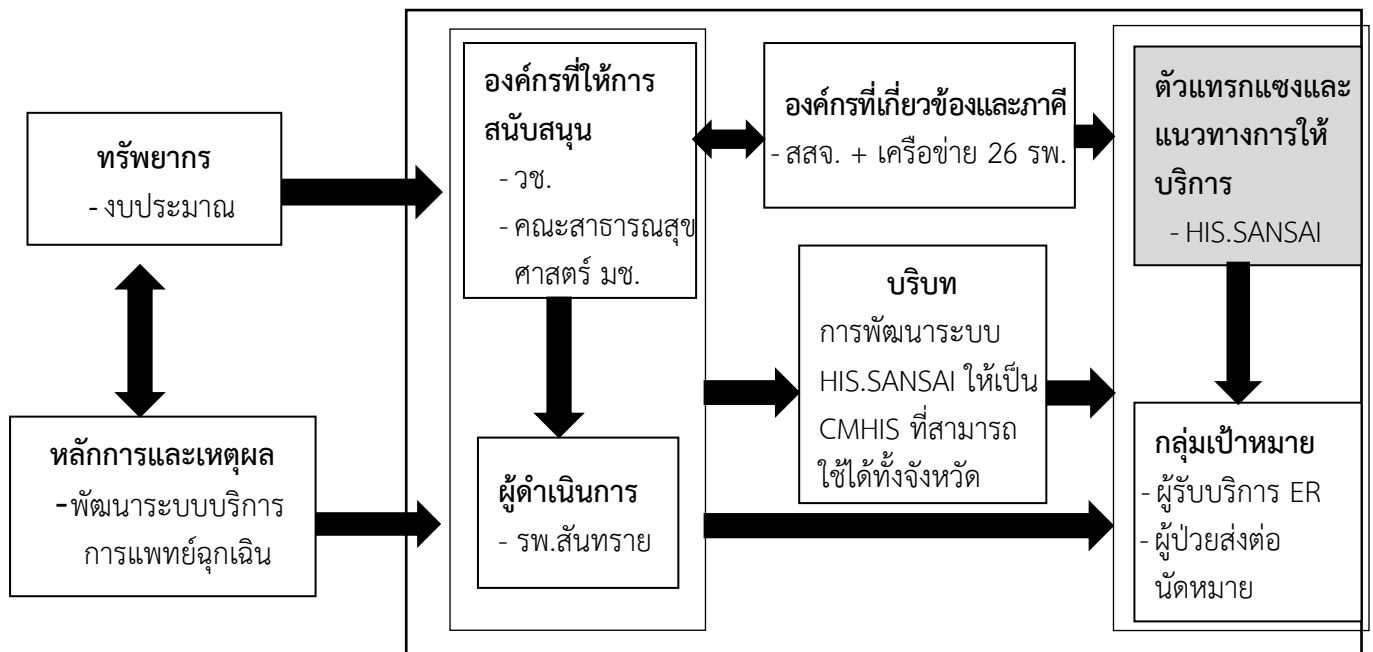 ทรัพยากร
- งบประมาณ
หลักการและเหตุผล
- พัฒนาระบบบริการ
การแพทย์ฉุกเฉิน
องค์กรที่ให้การ
สนับสนุน
- วช.
- คณะสาธารณสุข
ศาสตร์ มช.
ผู้ดำเนินการ
- รพ.สันทราย
องค์กรที่เกี่ยวข้องและภาคี
- สสจ. + เครือข่าย 26 รพ.
บริบท
การพัฒนาระบบ
HIS.SANSAI ให้เป็น
CMHIS ที่สามารถ
ใช้ได้ทั้งจังหวัด
ตัวแทรกแซงและ
แนวทางการให้
บริการ
- HIS.SANSAI
กลุ่มเป้าหมาย
- ผู้รับบริการ ER
- ผู้ป่วยส่งต่อ
นัดหมาย